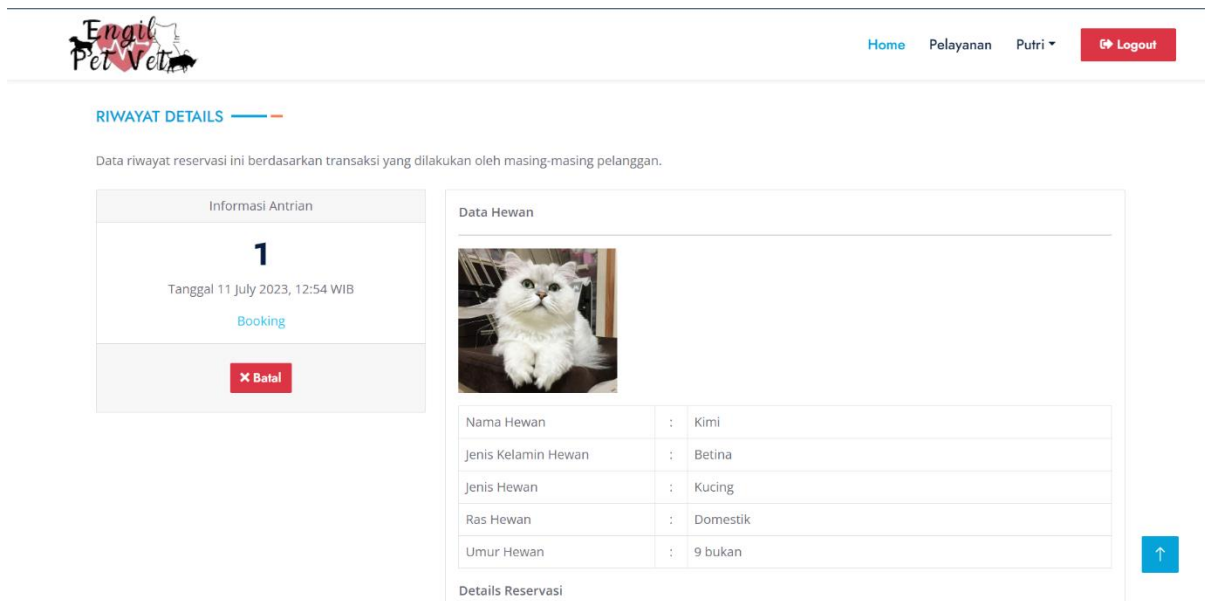 Engil
Pet Vet
Home Pelayanan Putri Logout
RIWAYAT DETAILS
Data riwayat reservasi ini berdasarkan transaksi yang dilakukan oleh masing-masing pelanggan.
Informasi Antrian
1
Tanggal 11 July 2023, 12:54 WIB
Booking
Batal
Data Hewan
Nama Hewan : Kimi
Jenis Kelamin Hewan : Betina
Jenis Hewan : Kucing
Ras Hewan : Domestik
Umur Hewan : 9 bukan
Details Reservasi